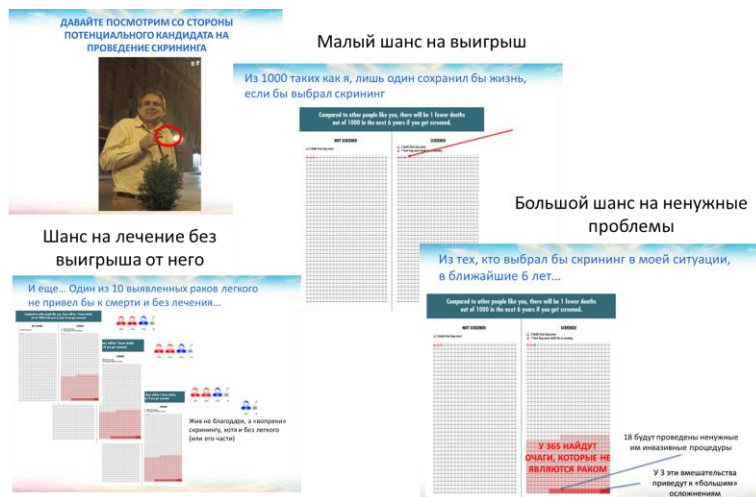 ДАВАЙТЕ ПОСМОТРИМ СО СТОРОНЫ
ПОТЕНЦИАЛЬНОГО КАНДИДАТА НА
ПРОВЕДЕНИЕ СКРИНИНГА
Малый шанс на выигрыш
Из 1000 таких как я, лишь один сохранил бы жизнь,
если бы выбрал скрининг
Compared to other people like you, there will be 1 fewer deaths
out of 1000 in the next 6 years if you get screened.
NOT SCREENED
SCREENED
Большой шанс на ненужные
проблемы
Из тех, кто выбрал бы скрининг в моей ситуации,
в ближайшие 6 лет...
Compared to other people like you, there will be 1 fewer deaths
out of 1000 in the next 6 years if you get screened.
NOT SCREENED
SCREENED
У 365 НАЙДУТ
ОЧАГИ, КОТОРЫЕ НЕ
ЯВЛЯЮТСЯ РАКОМ
18 будут проведены ненужные
им инвазивные процедуры
У 3 эти вмешательства
приведут к «большим»
осложнениям
Шанс на лечение без
выигрыша от него
И еще... Один из 10 выявленных раков легкого
не привел бы к смерти и без лечения...
Жив не благодаря, а «вопреки»
скринингу, хотя и без легкого
(или его части)